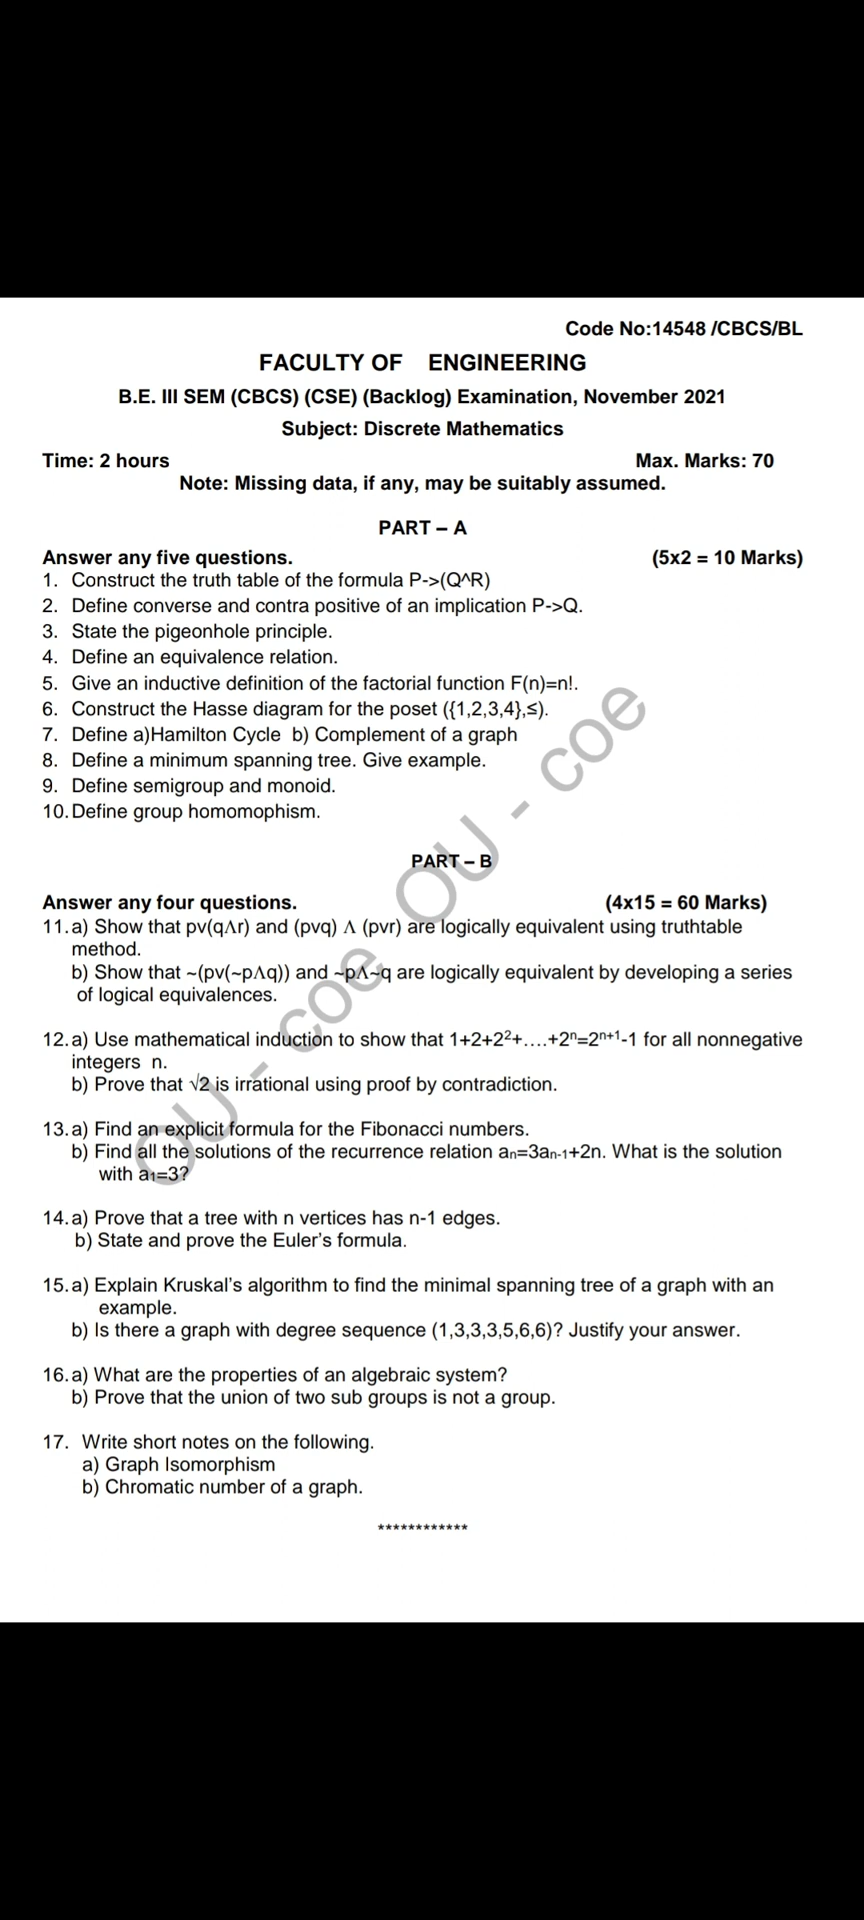 Code No:14548 /CBCS/BL
FACULTY OF ENGINEERING
B.E. III SEM (CBCS) (CSE) (Backlog) Examination, November 2021
Subject: Discrete Mathematics
Time: 2 hours Max. Marks: 70
Note: Missing data, if any, may be suitably assumed.
PART – A
Answer any five questions. (5x2 = 10 Marks)
1. Construct the truth table of the formula P->(Q^R)
2. Define converse and contra positive of an implication P->Q.
3. State the pigeonhole principle.
4. Define an equivalence relation.
5. Give an inductive definition of the factorial function F(n)=n!.
6. Construct the Hasse diagram for the poset ({1,2,3,4},≤).
7. Define a)Hamilton Cycle b) Complement of a graph
8. Define a minimum spanning tree. Give example.
9. Define semigroup and monoid.
10. Define group homomophism.
PART – B
Answer any four questions. (4x15 = 60 Marks)
11. a) Show that pv(qΛr) and (pvq) Λ (pvr) are logically equivalent using truthtable
method.
b) Show that ~(pv(~pΛq)) and ~pΛ~q are logically equivalent by developing a series
of logical equivalences.
12. a) Use mathematical induction to show that 1+2+2²+….+2ⁿ=2ⁿ⁺¹-1 for all nonnegative
integers n.
b) Prove that √2 is irrational using proof by contradiction.
13. a) Find an explicit formula for the Fibonacci numbers.
b) Find all the solutions of the recurrence relation aₙ=3aₙ₋₁+2n. What is the solution
with a₁=3?
14. a) Prove that a tree with n vertices has n-1 edges.
b) State and prove the Euler's formula.
15. a) Explain Kruskal's algorithm to find the minimal spanning tree of a graph with an
example.
b) Is there a graph with degree sequence (1,3,3,3,5,6,6)? Justify your answer.
16. a) What are the properties of an algebraic system?
b) Prove that the union of two sub groups is not a group.
17. Write short notes on the following.
a) Graph Isomorphism
b) Chromatic number of a graph.
************
OU - coe OU - coe